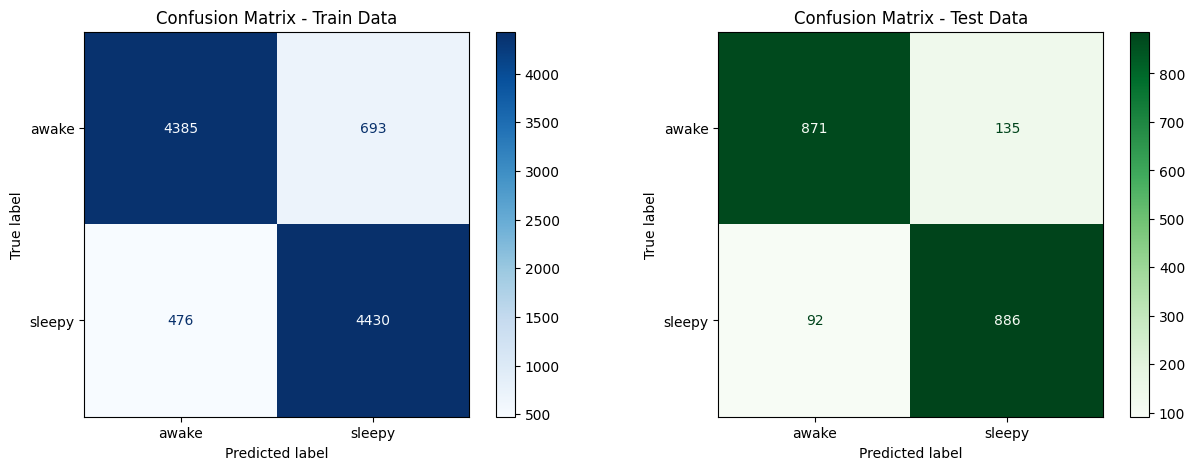 Confusion Matrix - Train Data
awake
sleepy
True label
4385
693
476
4430
awake
sleepy
Predicted label
4000
3500
3000
2500
2000
1500
1000
500
Confusion Matrix - Test Data
awake
sleepy
True label
871
135
92
886
awake
sleepy
Predicted label
800
700
600
500
400
300
200
100